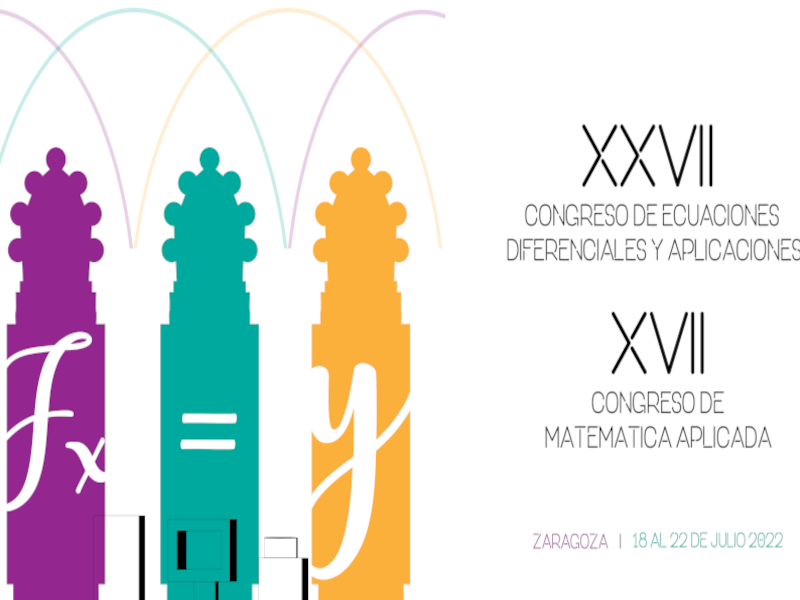 Fx
=
y
XXVII
CONGRESO DE ECUACIONES
DIFERENCIALES Y APLICACIONES
XVII
CONGRESO DE
MATEMATICA APLICADA
ZARAGOZA | 18 AL 22 DE JULIO 2022